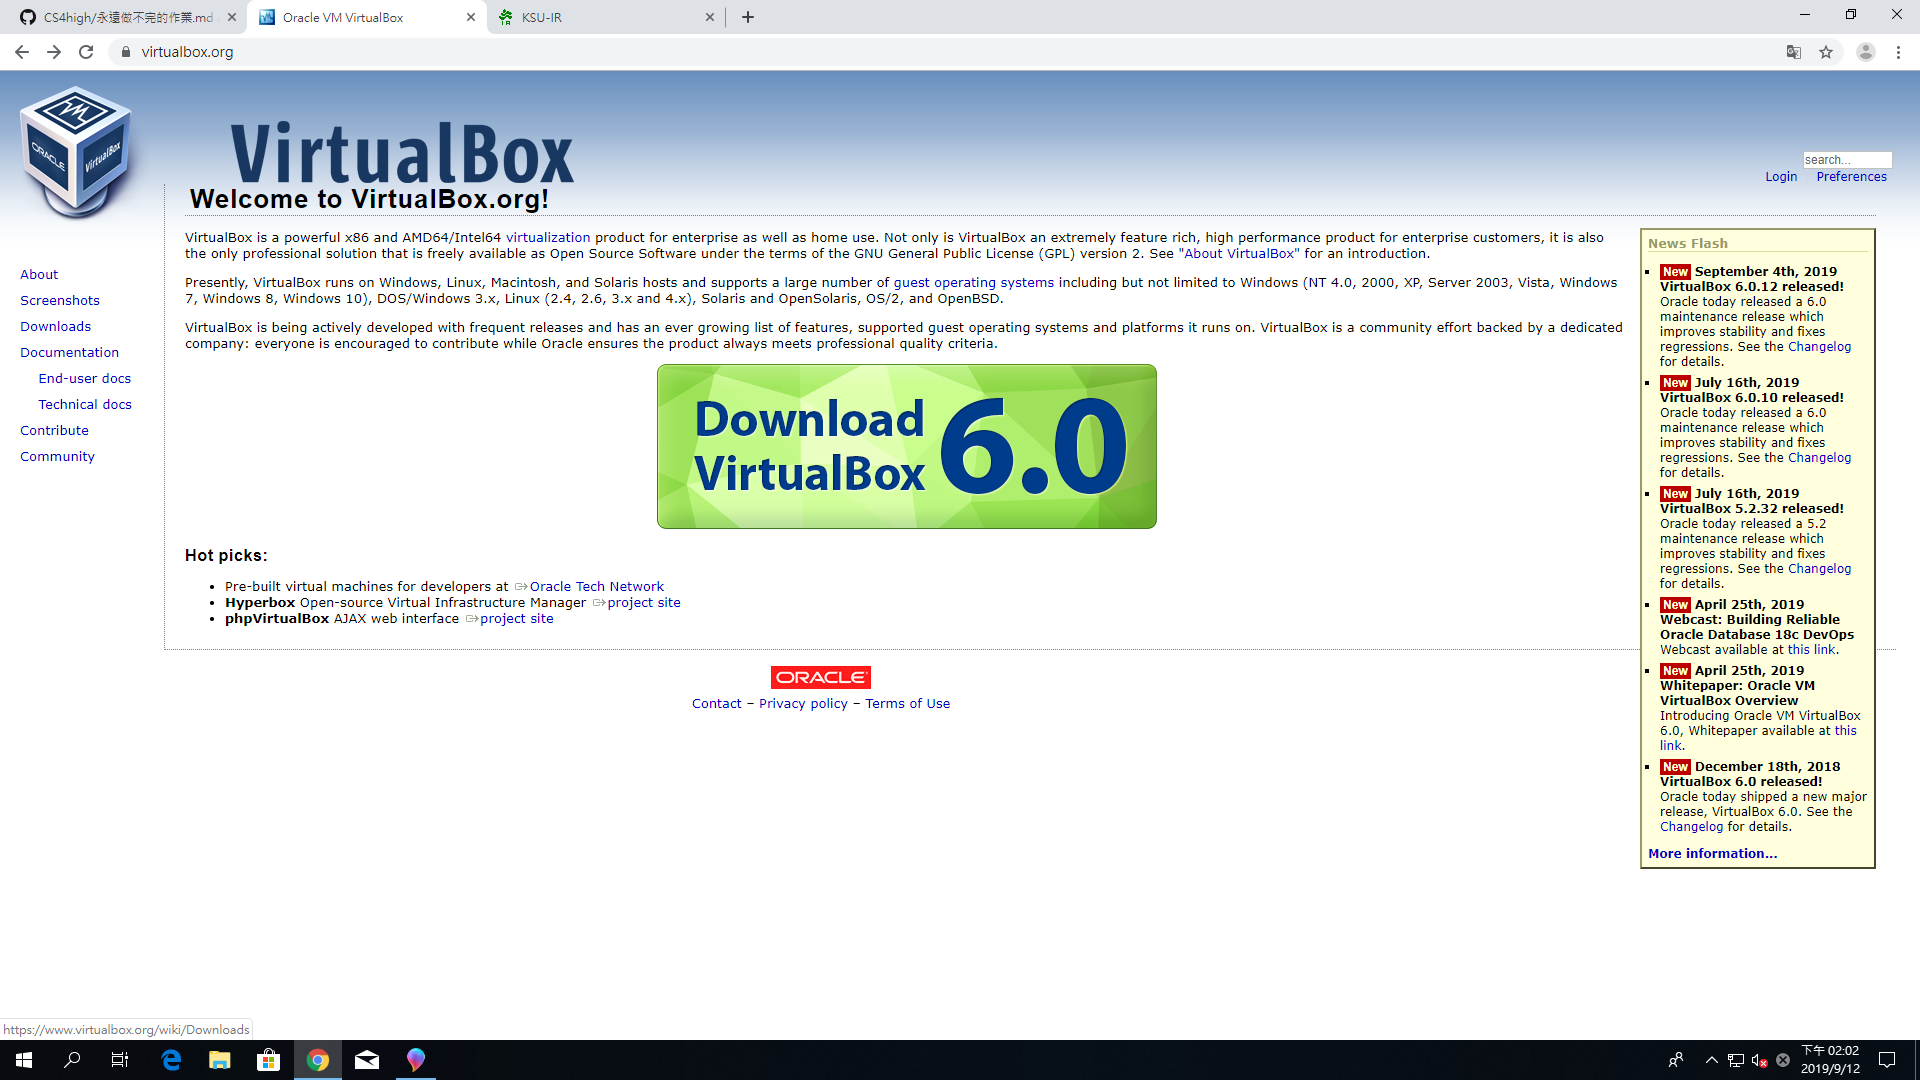 CS4high/永遠做不完的作業.md
Oracle VM VirtualBox
KSU-IR
virtualbox.org
ORACLE
VirtualBox
VirtualBox
search...
Login
Preferences
Welcome to VirtualBox.org!
About
Screenshots
Downloads
Documentation
End-user docs
Technical docs
Contribute
Community
VirtualBox is a powerful x86 and AMD64/Intel64 virtualization product for enterprise as well as home use. Not only is VirtualBox an extremely feature rich, high performance product for enterprise customers, it is also
the only professional solution that is freely available as Open Source Software under the terms of the GNU General Public License (GPL) version 2. See "About VirtualBox" for an introduction.
Presently, VirtualBox runs on Windows, Linux, Macintosh, and Solaris hosts and supports a large number of guest operating systems including but not limited to Windows (NT 4.0, 2000, XP, Server 2003, Vista, Windows
7, Windows 8, Windows 10), DOS/Windows 3.x, Linux (2.4, 2.6, 3.x and 4.x), Solaris and OpenSolaris, OS/2, and OpenBSD.
VirtualBox is being actively developed with frequent releases and has an ever growing list of features, supported guest operating systems and platforms it runs on. VirtualBox is a community effort backed by a dedicated
company: everyone is encouraged to contribute while Oracle ensures the product always meets professional quality criteria.
Download
VirtualBox
6.0
Hot picks:
Pre-built virtual machines for developers at Oracle Tech Network
Hyperbox Open-source Virtual Infrastructure Manager project site
phpVirtualBox AJAX web interface project site
ORACLE
Contact – Privacy policy – Terms of Use
News Flash
New September 4th, 2019
VirtualBox 6.0.12 released!
Oracle today released a 6.0
maintenance release which
improves stability and fixes
regressions. See the Changelog
for details.
New July 16th, 2019
VirtualBox 6.0.10 released!
Oracle today released a 6.0
maintenance release which
improves stability and fixes
regressions. See the Changelog
for details.
New July 16th, 2019
VirtualBox 5.2.32 released!
Oracle today released a 5.2
maintenance release which
improves stability and fixes
regressions. See the Changelog
for details.
New April 25th, 2019
Webcast: Building Reliable
Oracle Database 18c DevOps
Webcast available at this link.
New April 25th, 2019
Whitepaper: Oracle VM
VirtualBox Overview
Introducing Oracle VM VirtualBox
6.0, Whitepaper available at this
link.
New December 18th, 2018
VirtualBox 6.0 released!
Oracle today shipped a new major
release, VirtualBox 6.0. See the
Changelog for details.
More information...
https://www.virtualbox.org/wiki/Downloads
下午 02:02
2019/9/12